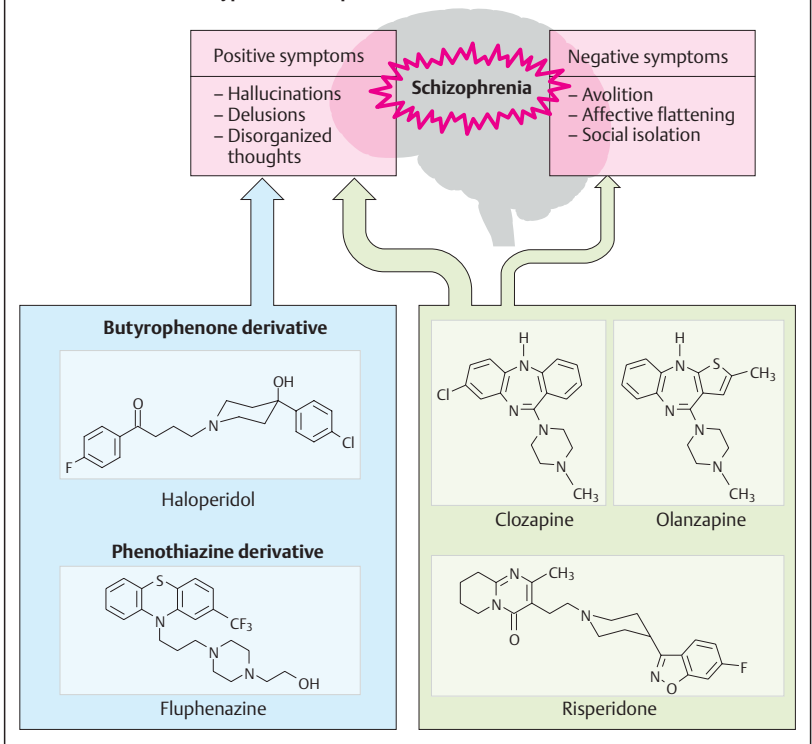 Positive symptoms
– Hallucinations
– Delusions
– Disorganized
thoughts
Schizophrenia
Negative symptoms
– Avolition
– Affective flattening
– Social isolation
Butyrophenone derivative
O
N
OH
F
Cl
Haloperidol
Phenothiazine derivative
S
N
CF₃
N
N
OH
Fluphenazine
H
N
Cl
N
N
N
CH₃
Clozapine
H
N
S
CH₃
N
N
N
CH₃
Olanzapine
N
CH₃
N
O
N
N
O
F
Risperidone